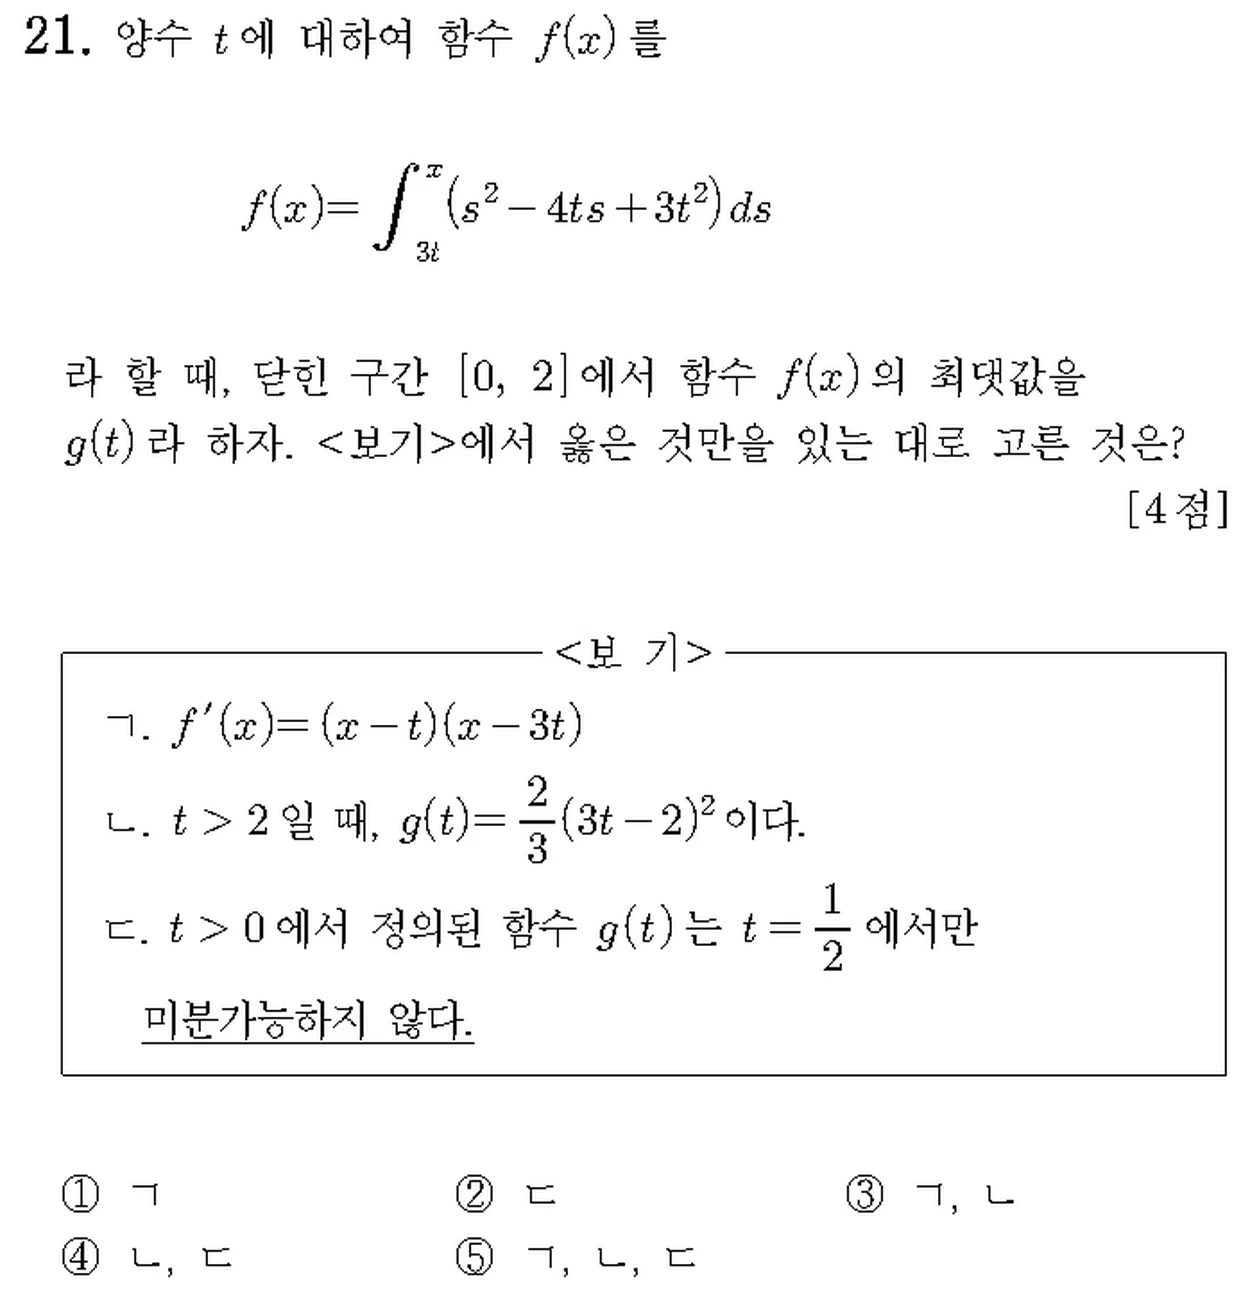 21. 양수 t에 대하여 함수 f(x)를
f(x)=∫_{3t}^{x}(s²−4ts+3t²)ds
라 할 때, 닫힌 구간 [0, 2]에서 함수 f(x)의 최댓값을
g(t)라 하자. <보기>에서 옳은 것만을 있는 대로 고른 것은?
[4점]
<보 기>
ㄱ. f′(x)=(x−t)(x−3t)
ㄴ. t>2일 때, g(t)=2/3(3t−2)²이다.
ㄷ. t>0에서 정의된 함수 g(t)는 t=1/2에서만
미분가능하지 않다.
① ㄱ ② ㄷ ③ ㄱ, ㄴ
④ ㄴ, ㄷ ⑤ ㄱ, ㄴ, ㄷ